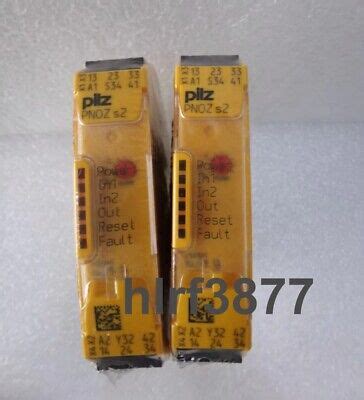 13 23 33
A1 S34 41
pilz
PNOZ s2
Power
In1
In2
Out
Reset
Fault
A2 Y32 42
14 24 34
13 23 33
A1 S34 41
pilz
PNOZ s2
Power
In1
In2
Out
Reset
Fault
A2 Y32 42
14 24 34
hlrf3877